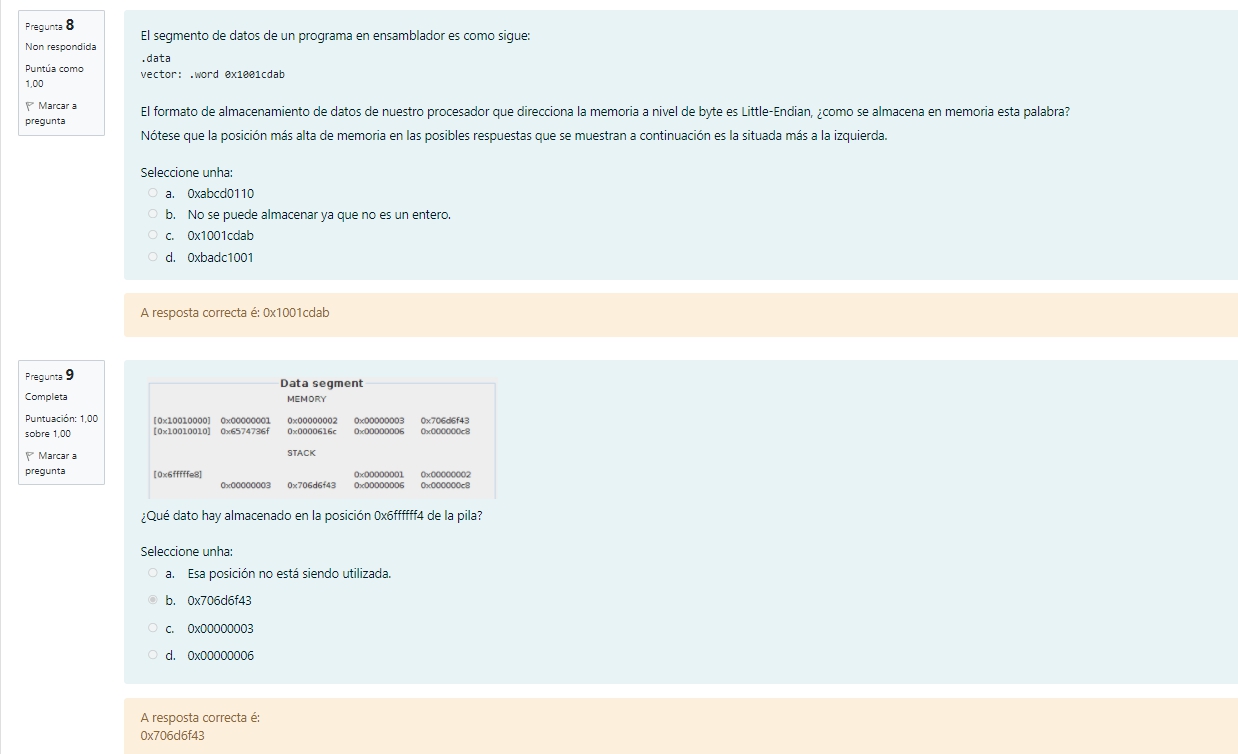 Pregunta 8
Non respondida
Puntúa como
1,00
Marcar a
pregunta
El segmento de datos de un programa en ensamblador es como sigue:
.data
vector: .word 0x1001cdab
El formato de almacenamiento de datos de nuestro procesador que direcciona la memoria a nivel de byte es Little-Endian, ¿como se almacena en memoria esta palabra?
Nótese que la posición más alta de memoria en las posibles respuestas que se muestran a continuación es la situada más a la izquierda.
Seleccione unha:
a. 0xabcd0110
b. No se puede almacenar ya que no es un entero.
c. 0x1001cdab
d. 0xbadc1001
A resposta correcta é: 0x1001cdab
Pregunta 9
Completa
Puntuación: 1,00
sobre 1,00
Marcar a
pregunta
Data segment
MEMORY
[0x10010000] 0x00000001 0x00000002 0x00000003 0x706d6f43
[0x10010010] 0x6574736f 0x0000616c 0x00000006 0x000000c8
STACK
[0x6fffffe8] 0x00000001 0x00000002
0x00000003 0x706d6f43 0x00000006 0x000000c8
¿Qué dato hay almacenado en la posición 0x6ffffff4 de la pila?
Seleccione unha:
a. Esa posición no está siendo utilizada.
b. 0x706d6f43
c. 0x00000003
d. 0x00000006
A resposta correcta é:
0x706d6f43